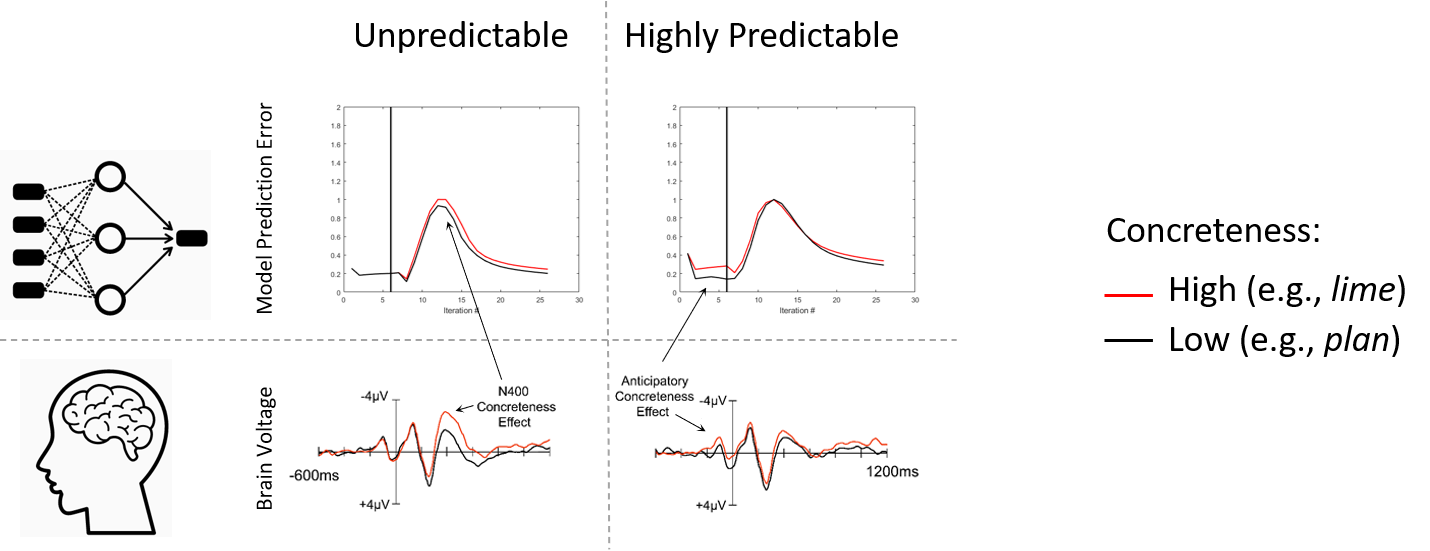 Unpredictable
Highly Predictable
Model Prediction Error
2
1.8
1.6
1.4
1.2
1
0.8
0.6
0.4
0.2
0
0
5
10
15
20
25
30
Iteration #
2
1.8
1.6
1.4
1.2
1
0.8
0.6
0.4
0.2
0
0
5
10
15
20
25
30
Iteration #
Concreteness:
High (e.g., lime)
Low (e.g., plan)
Brain Voltage
-4µV
N400
Concreteness
Effect
-600ms
+4µV
Anticipatory
Concreteness
Effect
-4µV
1200ms
+4µV